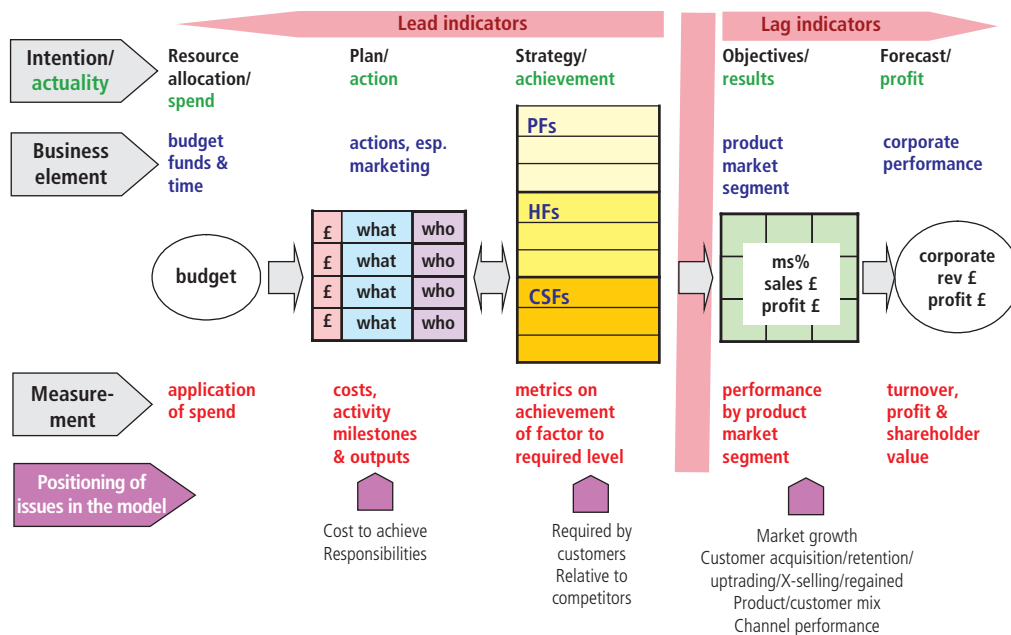 Lead indicators
Lag indicators
Intention/
actuality
Resource
allocation/
spend
Plan/
action
Strategy/
achievement
Objectives/
results
Forecast/
profit
Business
element
budget
funds &
time
actions, esp.
marketing
PFs
HFs
CSFs
product
market
segment
corporate
performance
budget
£ what who
£ what who
£ what who
£ what who
ms%
sales £
profit £
corporate
rev £
profit £
Measure-
ment
application
of spend
costs,
activity
milestones
& outputs
metrics on
achievement
of factor to
required level
performance
by product
market
segment
turnover,
profit &
shareholder
value
Positioning of
issues in the model
Cost to achieve
Responsibilities
Required by
customers
Relative to
competitors
Market growth
Customer acquisition/retention/
uptrading/X-selling/regained
Product/customer mix
Channel performance